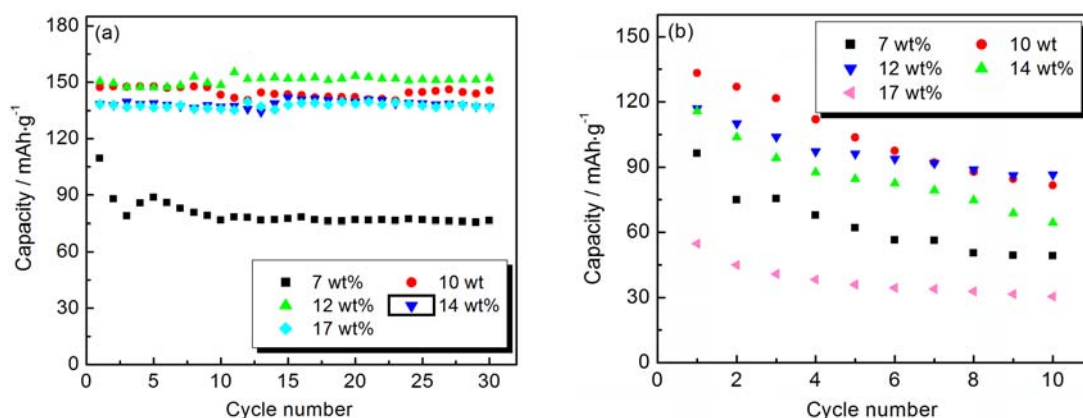 (a)
Capacity / mAh·g⁻¹
180
150
120
90
60
30
0
7 wt% 10 wt
12 wt% 14 wt%
17 wt%
0 5 10 15 20 25 30
Cycle number
(b)
Capacity / mAh·g⁻¹
150
120
90
60
30
0
7 wt% 10 wt
12 wt% 14 wt%
17 wt%
0 2 4 6 8 10
Cycle number